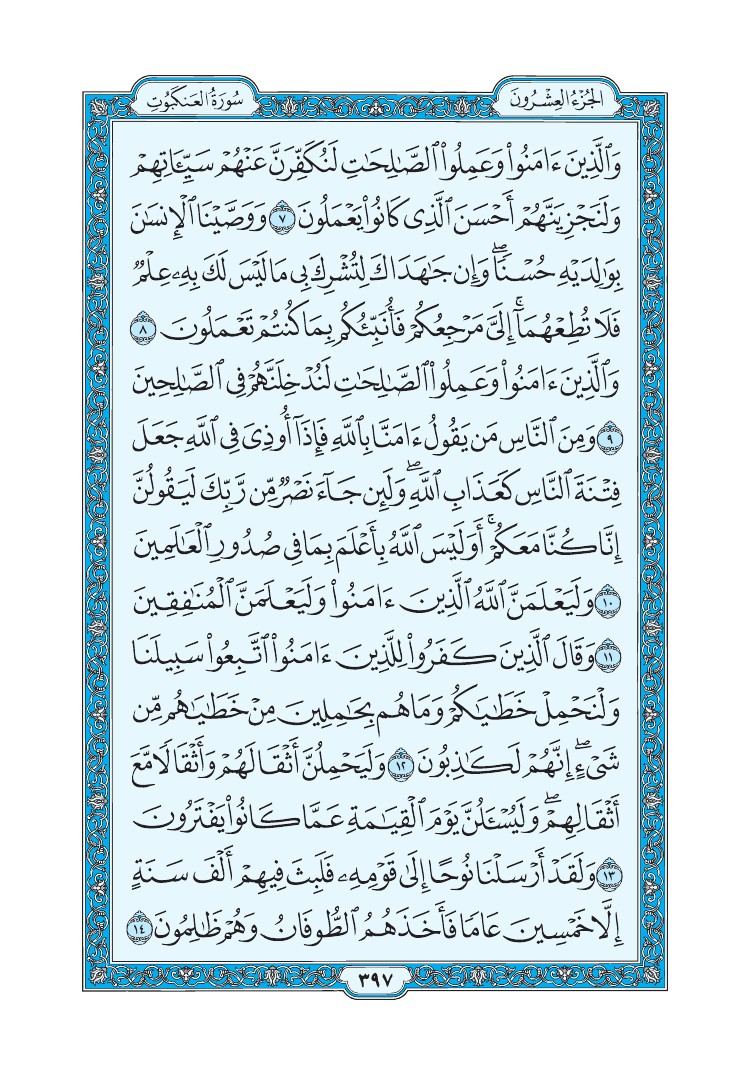 الجُزْءُ العِشْرُونَ
سُورَةُ العَنكَبُوتِ
وَٱلَّذِينَ ءَامَنُوا۟ وَعَمِلُوا۟ ٱلصَّـٰلِحَـٰتِ لَنُكَفِّرَنَّ عَنْهُمْ سَيِّـَٔاتِهِمْ
وَلَنَجْزِيَنَّهُمْ أَحْسَنَ ٱلَّذِى كَانُوا۟ يَعْمَلُونَ ٧ وَوَصَّيْنَا ٱلْإِنسَـٰنَ
بِوَٰلِدَيْهِ حُسْنًا ۖ وَإِن جَـٰهَدَاكَ لِتُشْرِكَ بِى مَا لَيْسَ لَكَ بِهِۦ عِلْمٌ
فَلَا تُطِعْهُمَآ ۚ إِلَىَّ مَرْجِعُكُمْ فَأُنَبِّئُكُم بِمَا كُنتُمْ تَعْمَلُونَ ٨
وَٱلَّذِينَ ءَامَنُوا۟ وَعَمِلُوا۟ ٱلصَّـٰلِحَـٰتِ لَنُدْخِلَنَّهُمْ فِى ٱلصَّـٰلِحِينَ
٩ وَمِنَ ٱلنَّاسِ مَن يَقُولُ ءَامَنَّا بِٱللَّهِ فَإِذَآ أُوذِىَ فِى ٱللَّهِ جَعَلَ
فِتْنَةَ ٱلنَّاسِ كَعَذَابِ ٱللَّهِ ۖ وَلَئِن جَآءَ نَصْرٌ مِّن رَّبِّكَ لَيَقُولُنَّ
إِنَّا كُنَّا مَعَكُمْ ۚ أَوَلَيْسَ ٱللَّهُ بِأَعْلَمَ بِمَا فِى صُدُورِ ٱلْعَـٰلَمِينَ
١٠ وَلَيَعْلَمَنَّ ٱللَّهُ ٱلَّذِينَ ءَامَنُوا۟ وَلَيَعْلَمَنَّ ٱلْمُنَـٰفِقِينَ
١١ وَقَالَ ٱلَّذِينَ كَفَرُوا۟ لِلَّذِينَ ءَامَنُوا۟ ٱتَّبِعُوا۟ سَبِيلَنَا
وَلْنَحْمِلْ خَطَـٰيَـٰكُمْ وَمَا هُم بِحَـٰمِلِينَ مِنْ خَطَـٰيَـٰهُم مِّن
شَىْءٍ ۖ إِنَّهُمْ لَكَـٰذِبُونَ ١٢ وَلَيَحْمِلُنَّ أَثْقَالَهُمْ وَأَثْقَالًا مَّعَ
أَثْقَالِهِمْ ۖ وَلَيُسْـَٔلُنَّ يَوْمَ ٱلْقِيَـٰمَةِ عَمَّا كَانُوا۟ يَفْتَرُونَ
١٣ وَلَقَدْ أَرْسَلْنَا نُوحًا إِلَىٰ قَوْمِهِۦ فَلَبِثَ فِيهِمْ أَلْفَ سَنَةٍ
إِلَّا خَمْسِينَ عَامًا فَأَخَذَهُمُ ٱلطُّوفَانُ وَهُمْ ظَـٰلِمُونَ ١٤
٣٩٧